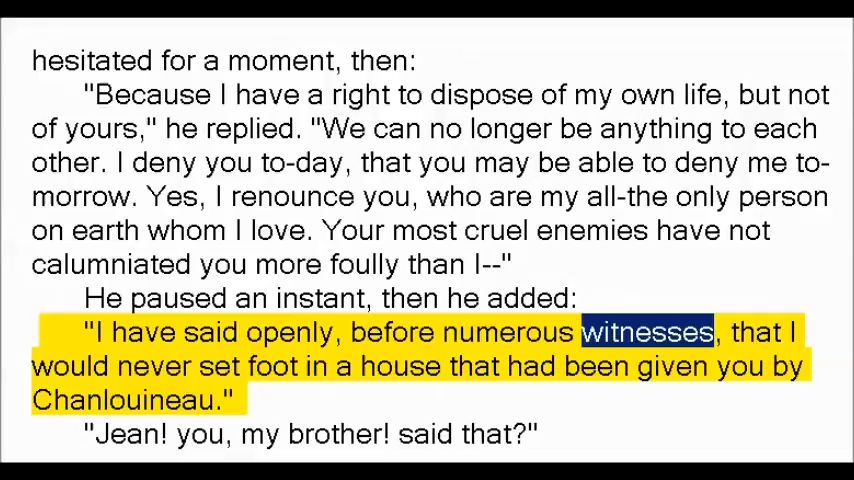 hesitated for a moment, then:
"Because I have a right to dispose of my own life, but not
of yours," he replied. "We can no longer be anything to each
other. I deny you to-day, that you may be able to deny me to-
morrow. Yes, I renounce you, who are my all-the only person
on earth whom I love. Your most cruel enemies have not
calumniated you more foully than I--"
He paused an instant, then he added:
"I have said openly, before numerous witnesses, that I
would never set foot in a house that had been given you by
Chanlouineau."
"Jean! you, my brother! said that?"